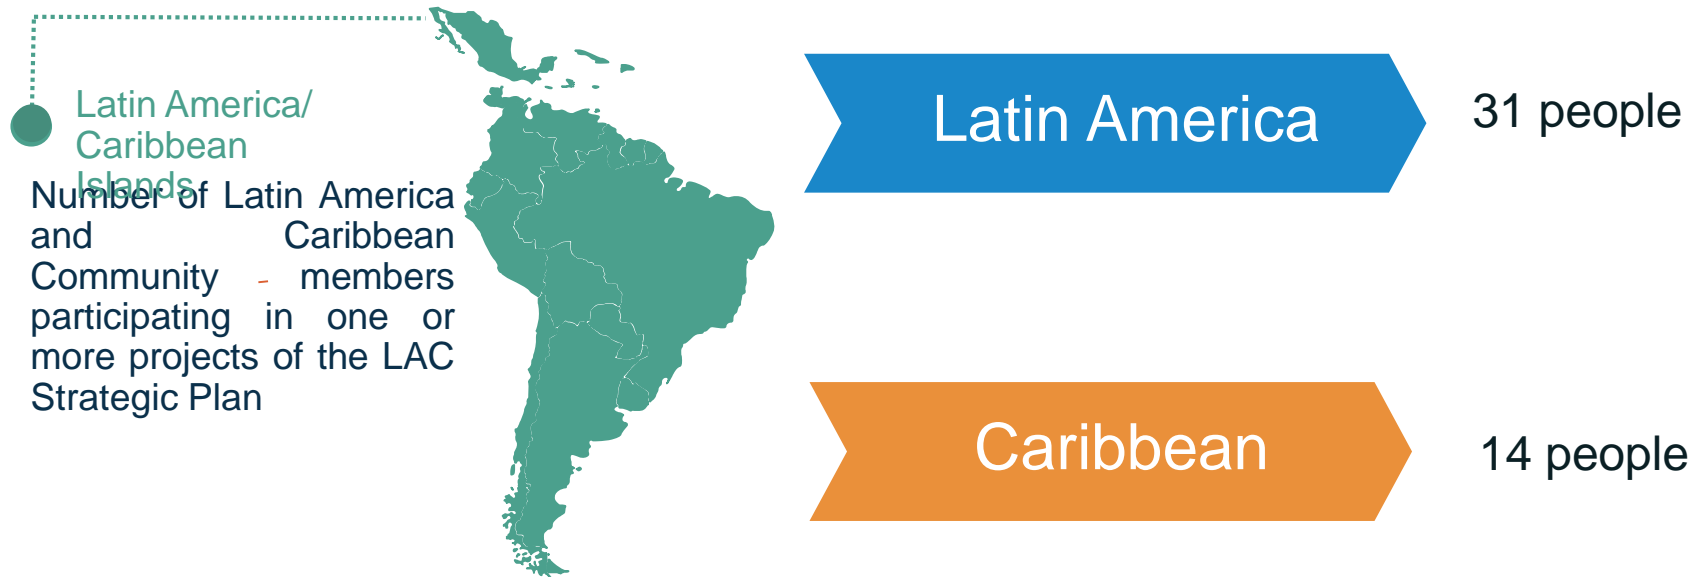 Latin America/
Caribbean
Islands
Number of Latin America
and Caribbean
Community - members
participating in one or
more projects of the LAC
Strategic Plan
Latin America
31 people
Caribbean
14 people